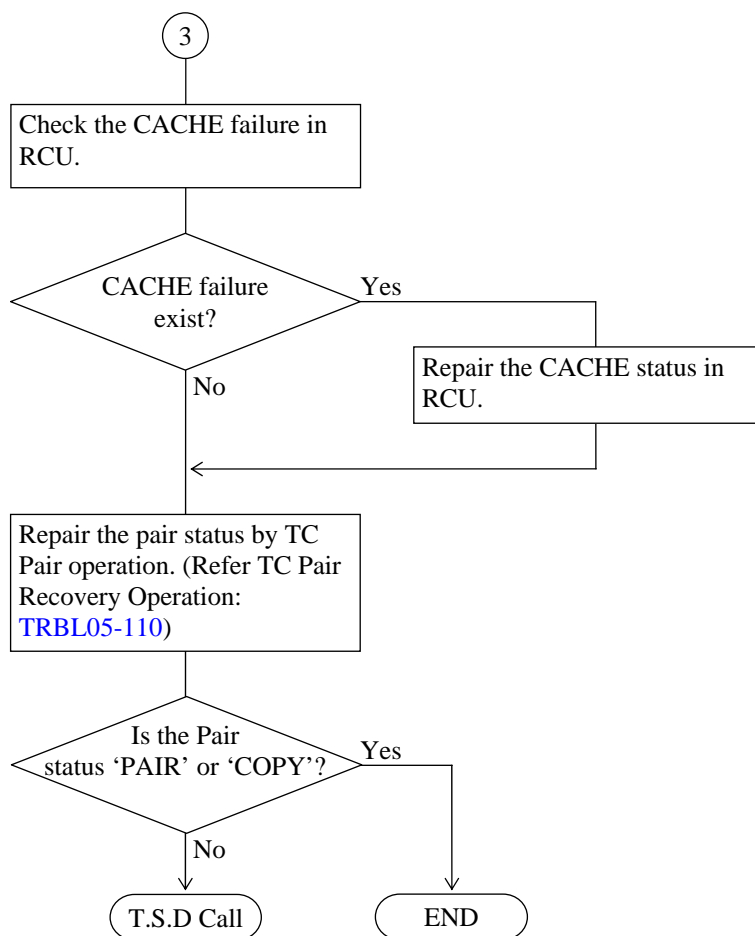 3
Check the CACHE failure in
RCU.
CACHE failure
exist?
Yes
No
Repair the CACHE status in
RCU.
Repair the pair status by TC
Pair operation. (Refer TC Pair
Recovery Operation:
TRBL05-110)
Is the Pair
status ‘PAIR’ or ‘COPY’?
Yes
No
T.S.D Call
END